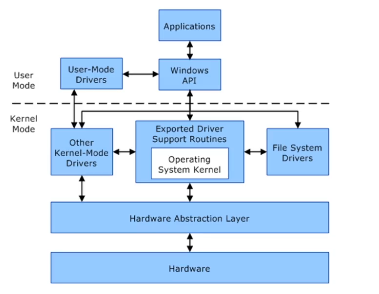 Applications
User-Mode
Drivers
Windows
API
User
Mode
Kernel
Mode
Other
Kernel-Mode
Drivers
Exported Driver
Support Routines
Operating
System Kernel
File System
Drivers
Hardware Abstraction Layer
Hardware